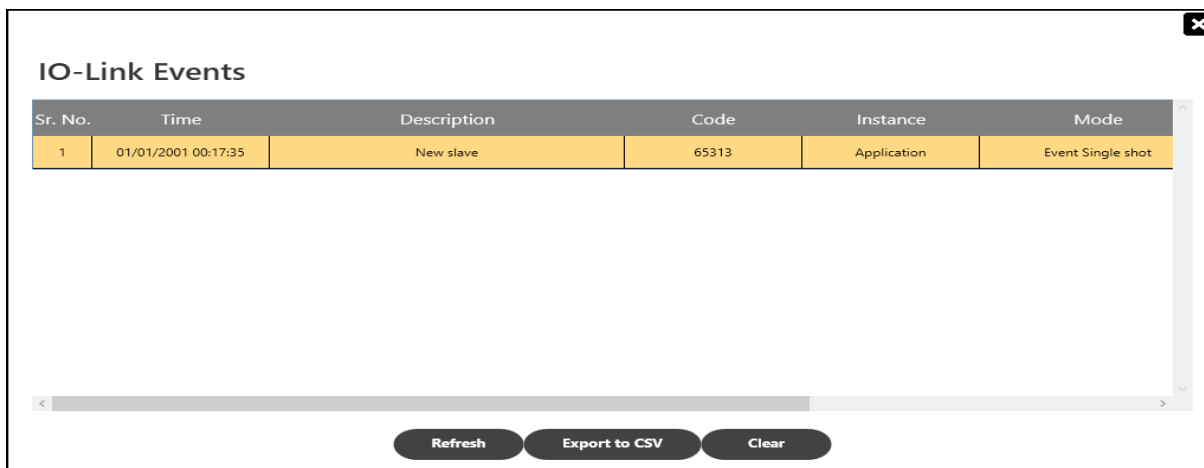 IO-Link Events
Sr. No. Time Description Code Instance Mode
1 01/01/2001 00:17:35 New slave 65313 Application Event Single shot
Refresh Export to CSV Clear